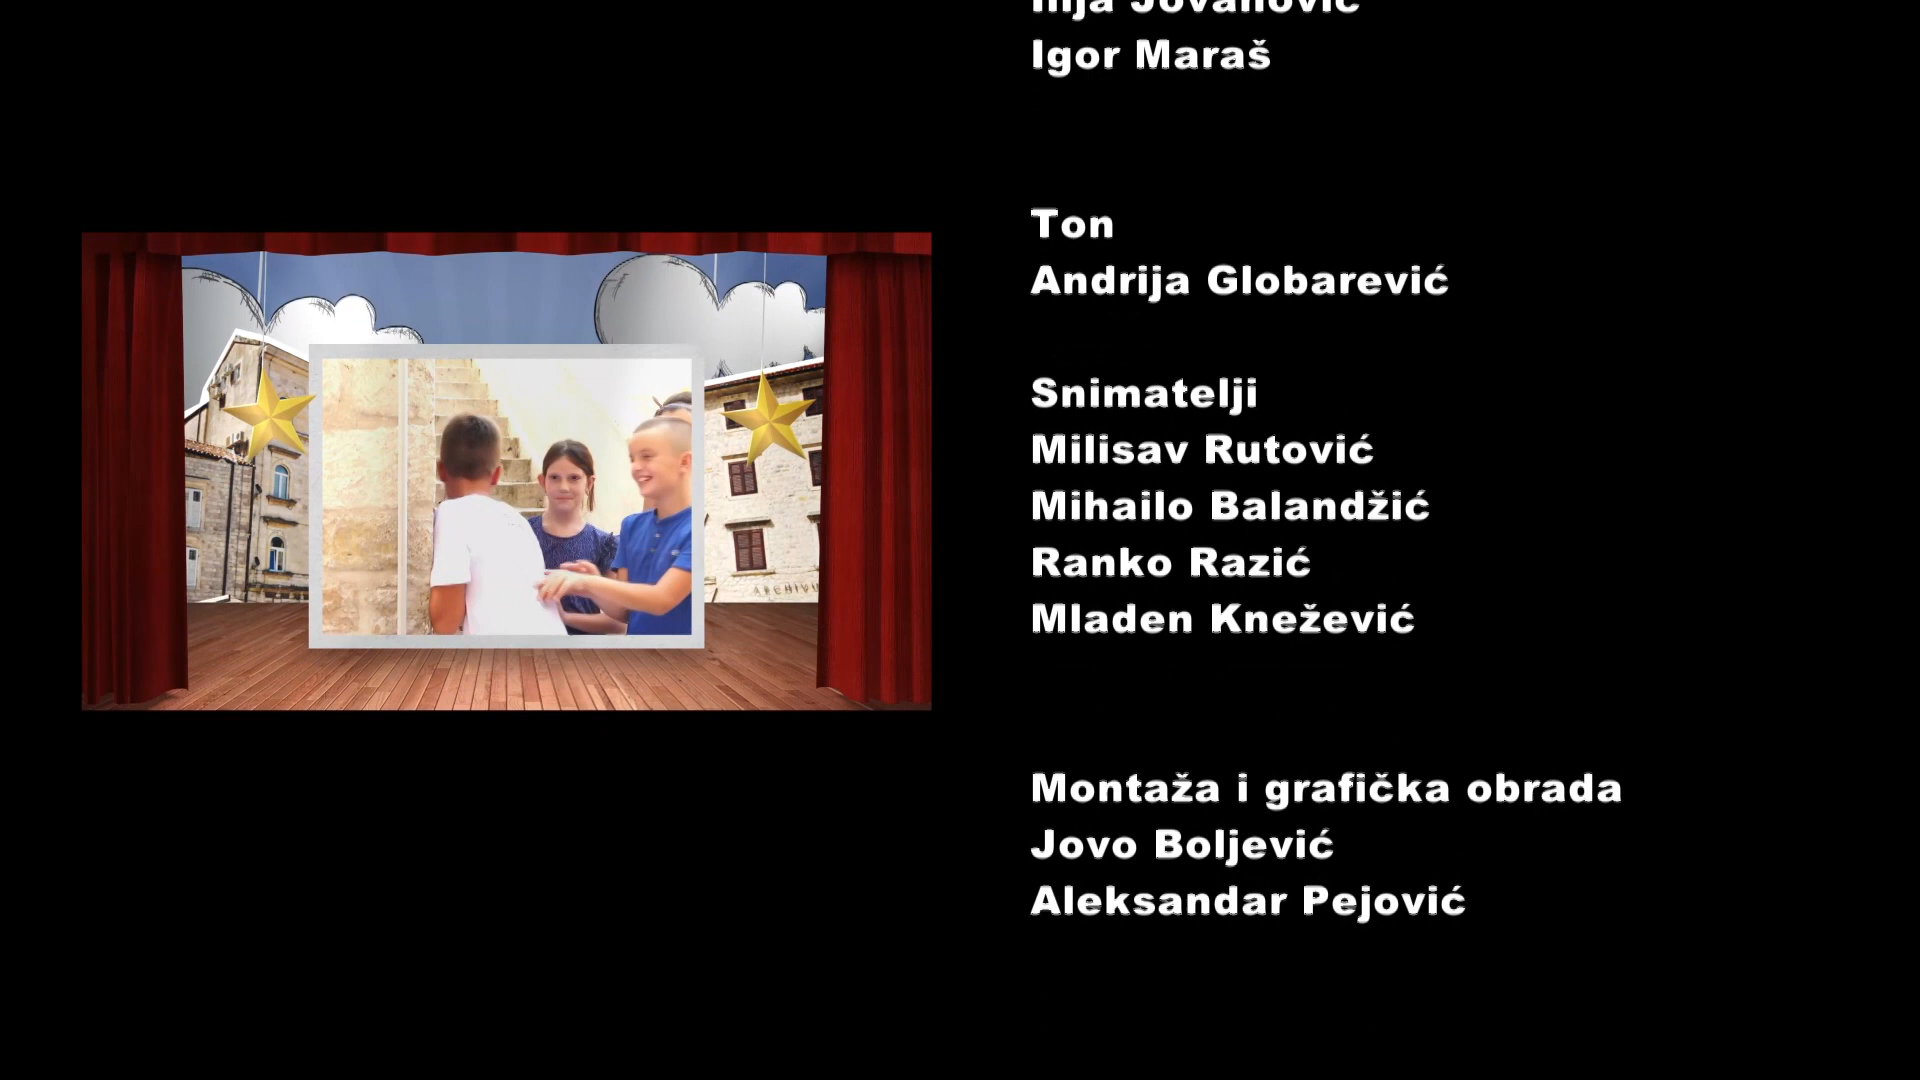 Jovanović
Igor Maraš
Ton
Andrija Globarević
Snimatelji
Milisav Rutović
Mihailo Balandžić
Ranko Razić
Mladen Knežević
Montaža i grafička obrada
Jovo Boljević
Aleksandar Pejović